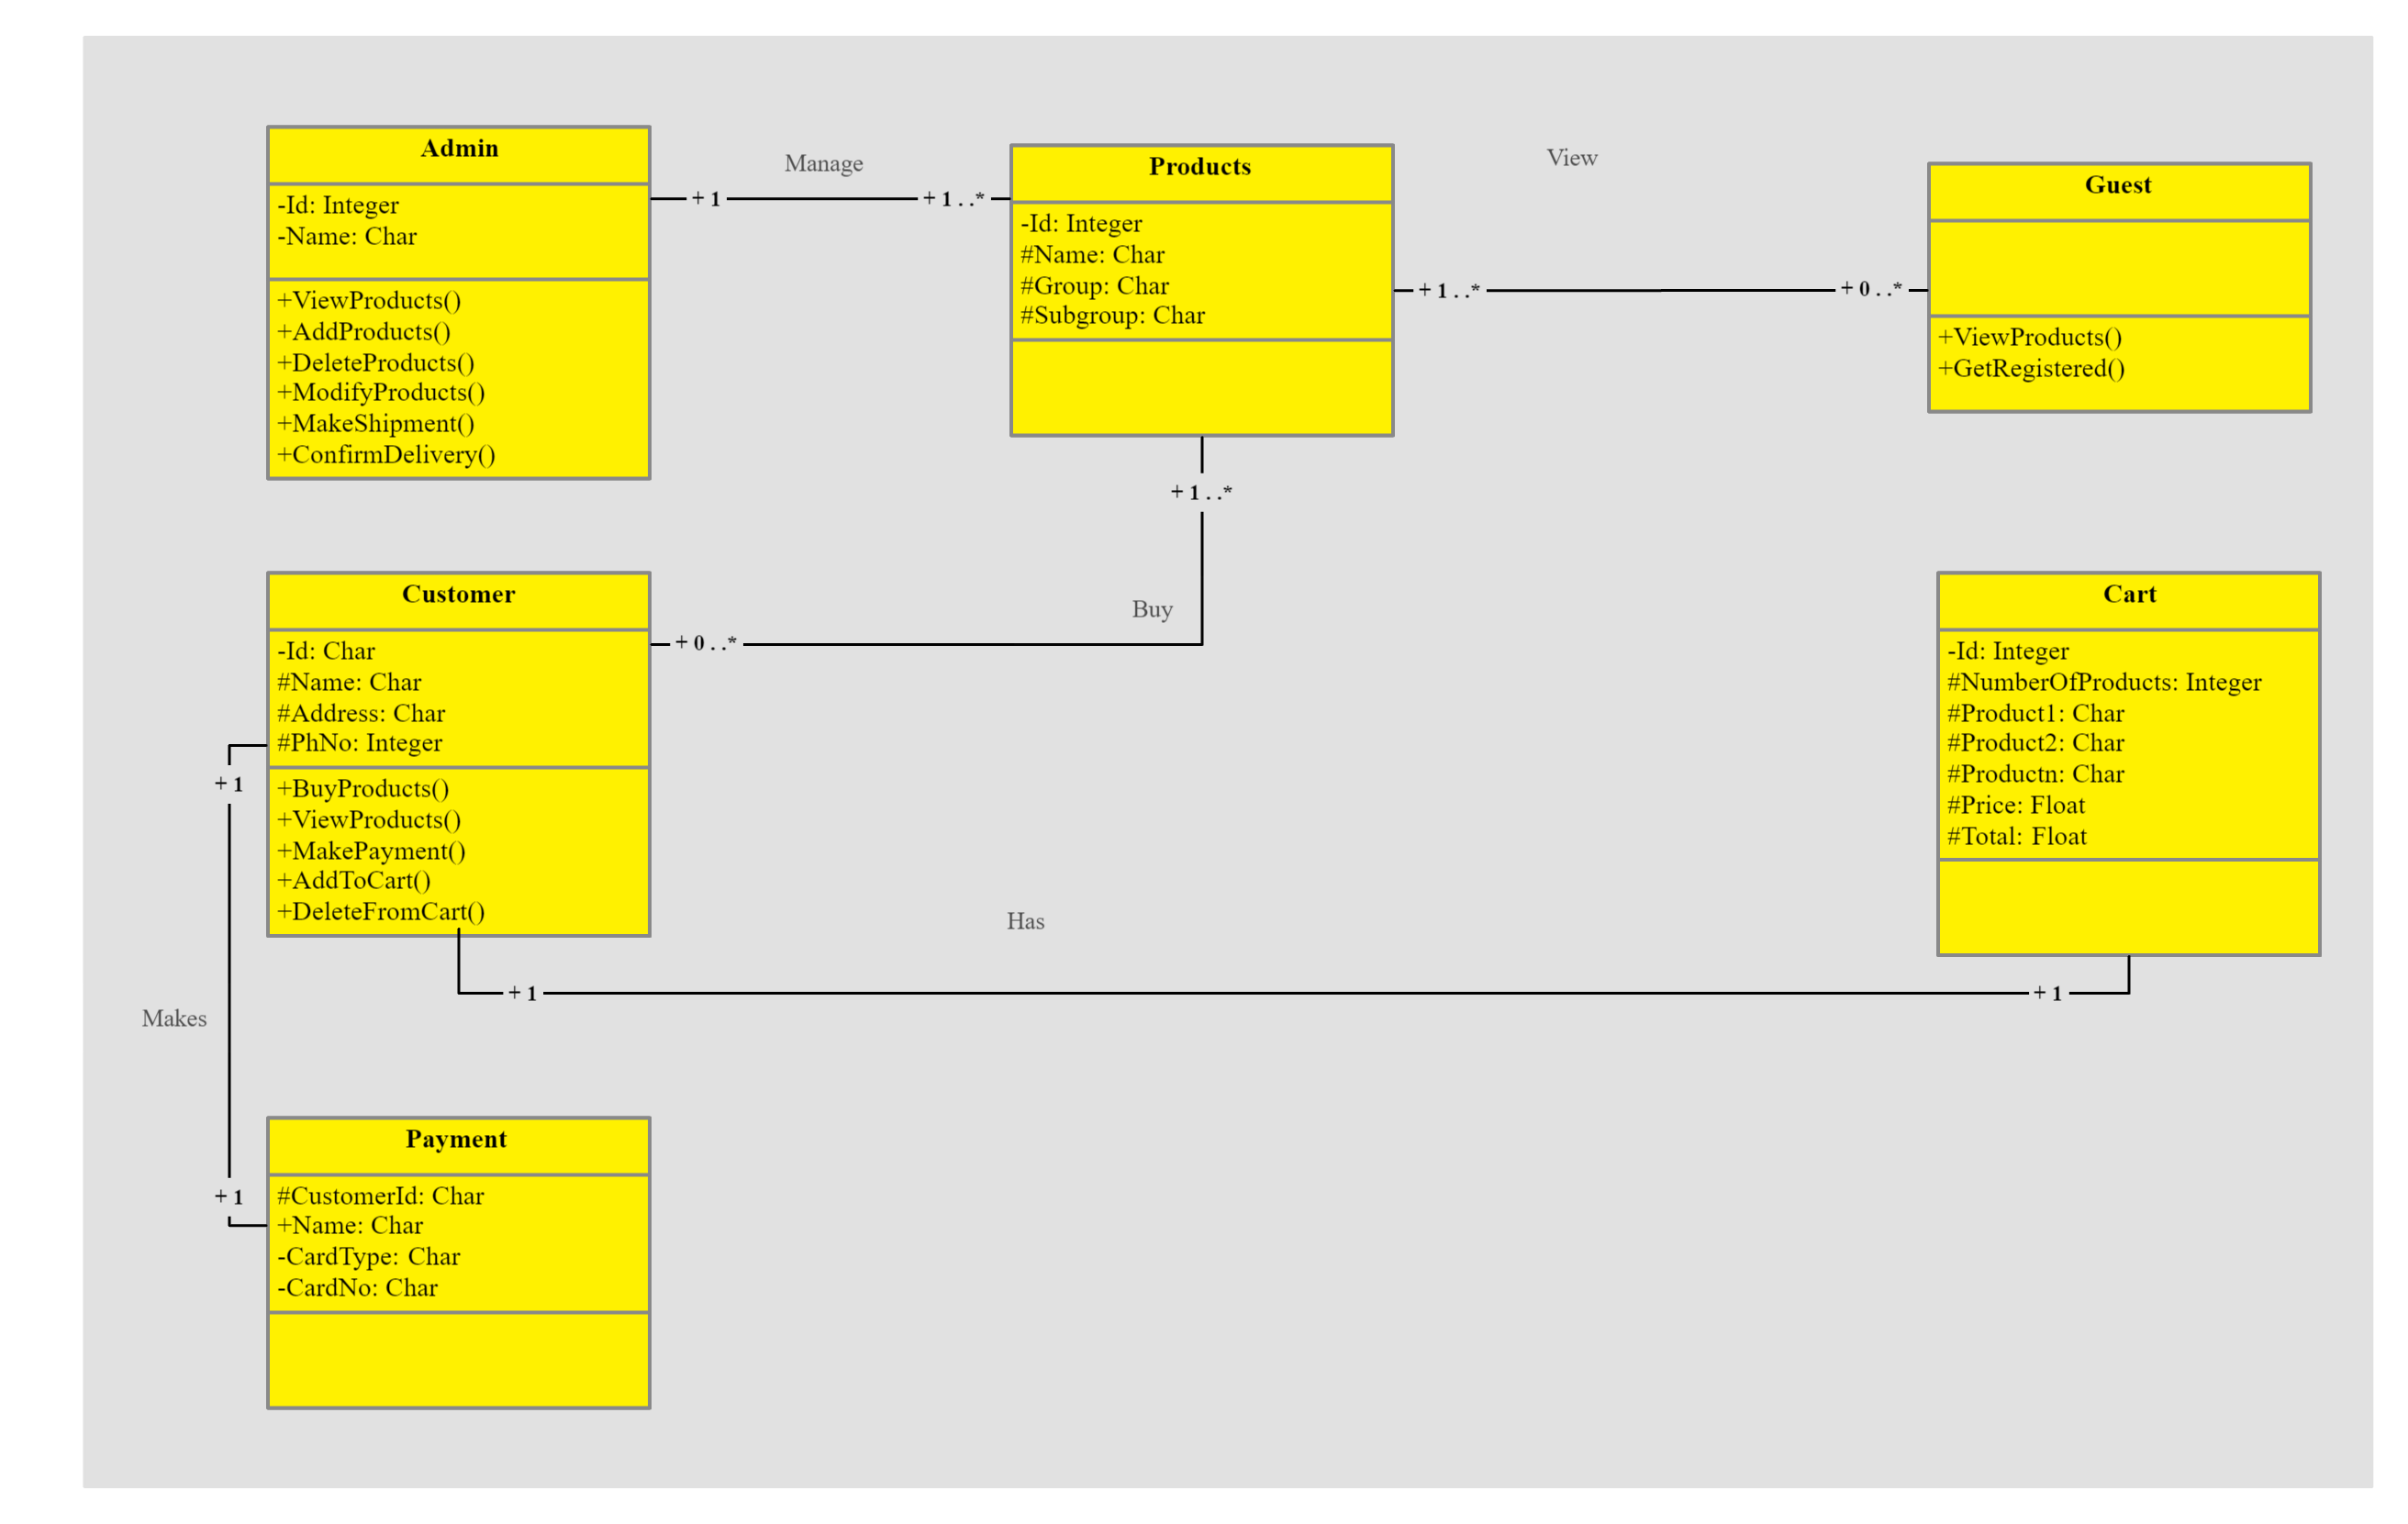 Admin
-Id: Integer
-Name: Char
+ViewProducts()
+AddProducts()
+DeleteProducts()
+ModifyProducts()
+MakeShipment()
+ConfirmDelivery()
Manage
+ 1
+ 1 . .*
Products
-Id: Integer
#Name: Char
#Group: Char
#Subgroup: Char
View
+ 1 . .*
+ 0 . .*
Guest
+ViewProducts()
+GetRegistered()
+ 1 . .*
Buy
+ 0 . .*
Customer
-Id: Char
#Name: Char
#Address: Char
#PhNo: Integer
+BuyProducts()
+ViewProducts()
+MakePayment()
+AddToCart()
+DeleteFromCart()
Cart
-Id: Integer
#NumberOfProducts: Integer
#Product1: Char
#Product2: Char
#Productn: Char
#Price: Float
#Total: Float
Has
+ 1
+ 1
+ 1
Makes
+ 1
Payment
#CustomerId: Char
+Name: Char
-CardType: Char
-CardNo: Char